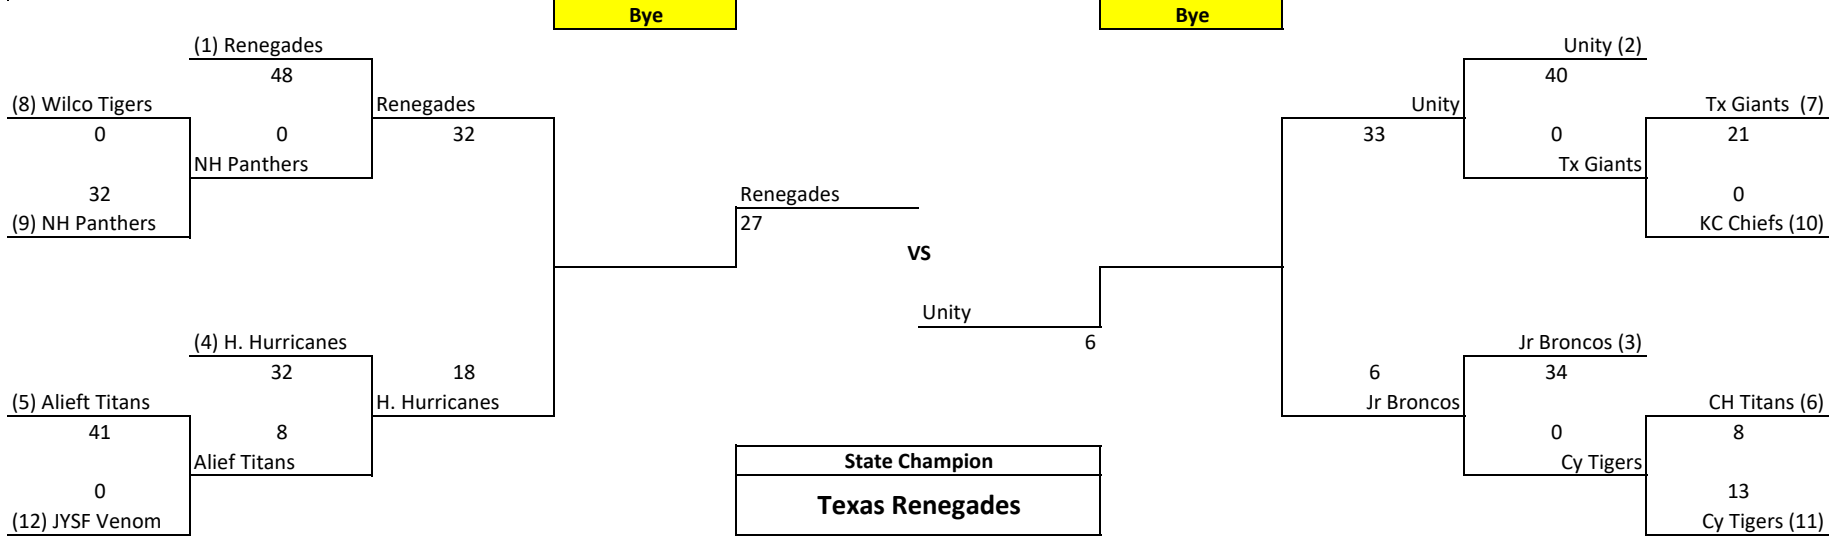 Bye
Bye
(1) Renegades
Unity (2)
48
40
(8) Wilco Tigers
Renegades
Unity
Tx Giants (7)
0
0
32
33
0
21
NH Panthers
Tx Giants
32
Renegades
0
(9) NH Panthers
27
KC Chiefs (10)
VS
Unity
(4) H. Hurricanes
6
Jr Broncos (3)
32
18
6
34
(5) Alieft Titans
H. Hurricanes
Jr Broncos
CH Titans (6)
41
8
0
8
Alief Titans
State Champion
Cy Tigers
0
Texas Renegades
13
(12) JYSF Venom
Cy Tigers (11)